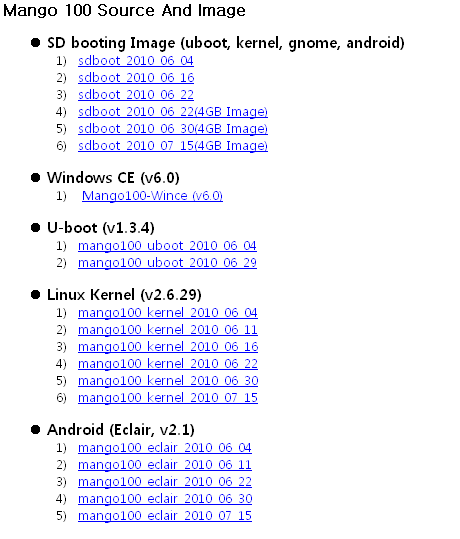 Mango 100 Source And Image
● SD booting Image (uboot, kernel, gnome, android)
1) sdboot_2010_06_04
2) sdboot_2010_06_16
3) sdboot_2010_06_22
4) sdboot_2010_06_22(4GB Image)
5) sdboot_2010_06_30(4GB Image)
6) sdboot_2010_07_15(4GB Image)
● Windows CE (v6.0)
1) Mango100-Wince (v6.0)
● U-boot (v1.3.4)
1) mango100_uboot_2010_06_04
2) mango100_uboot_2010_06_29
● Linux Kernel (v2.6.29)
1) mango100_kernel_2010_06_04
2) mango100_kernel_2010_06_11
3) mango100_kernel_2010_06_16
4) mango100_kernel_2010_06_22
5) mango100_kernel_2010_06_30
6) mango100_kernel_2010_07_15
● Android (Eclair, v2.1)
1) mango100_eclair_2010_06_04
2) mango100_eclair_2010_06_11
3) mango100_eclair_2010_06_22
4) mango100_eclair_2010_06_30
5) mango100_eclair_2010_07_15